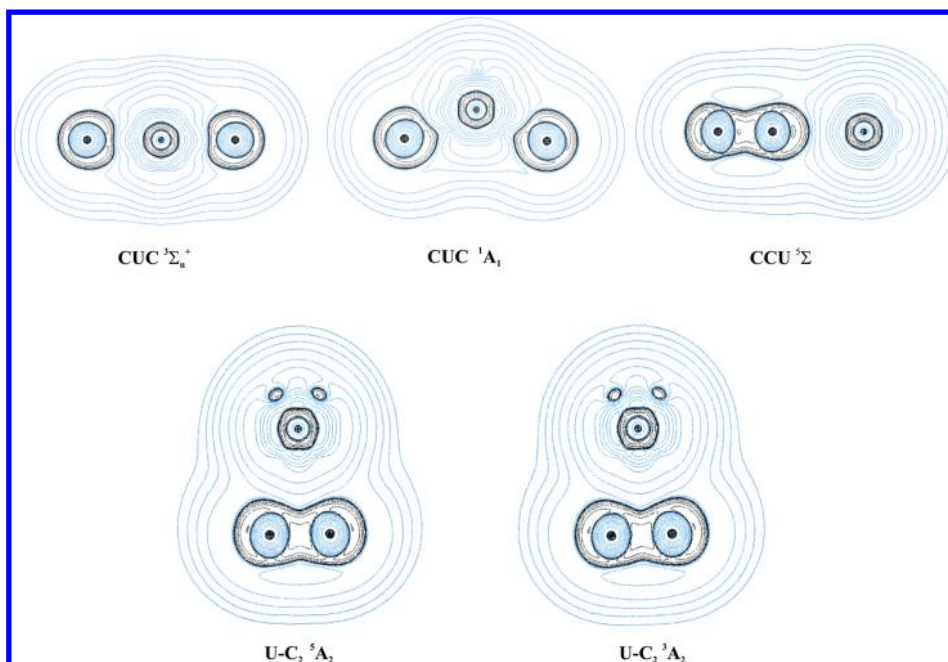 CUC ³Σᵤ⁺
CUC ¹A₁
CCU ⁵Σ
U-C₂ ⁵A₂
U-C₂ ³A₂